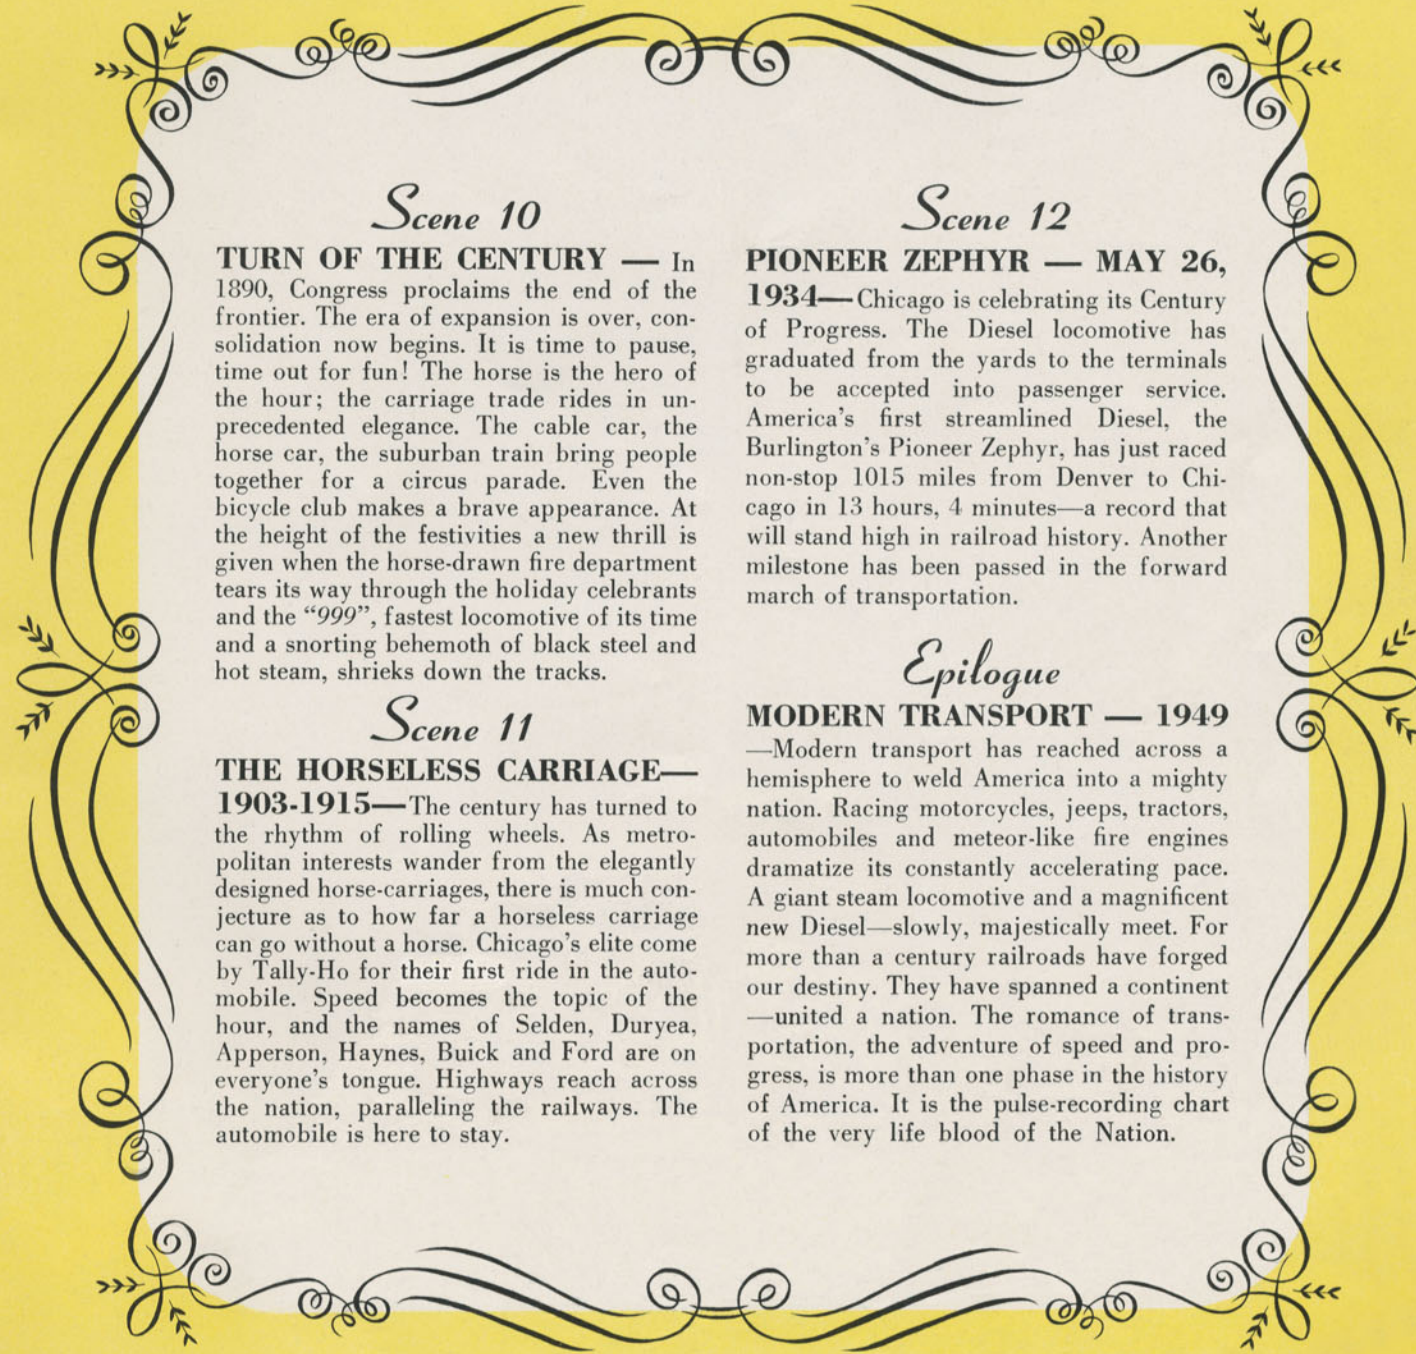 Scene 10
TURN OF THE CENTURY — In
1890, Congress proclaims the end of the
frontier. The era of expansion is over, con-
solidation now begins. It is time to pause,
time out for fun! The horse is the hero of
the hour; the carriage trade rides in un-
precedented elegance. The cable car, the
horse car, the suburban train bring people
together for a circus parade. Even the
bicycle club makes a brave appearance. At
the height of the festivities a new thrill is
given when the horse-drawn fire department
tears its way through the holiday celebrants
and the “999”, fastest locomotive of its time
and a snorting behemoth of black steel and
hot steam, shrieks down the tracks.
Scene 11
THE HORSELESS CARRIAGE—
1903-1915—The century has turned to
the rhythm of rolling wheels. As metro-
politan interests wander from the elegantly
designed horse-carriages, there is much con-
jecture as to how far a horseless carriage
can go without a horse. Chicago’s elite come
by Tally-Ho for their first ride in the auto-
mobile. Speed becomes the topic of the
hour, and the names of Selden, Duryea,
Apperson, Haynes, Buick and Ford are on
everyone’s tongue. Highways reach across
the nation, paralleling the railways. The
automobile is here to stay.
Scene 12
PIONEER ZEPHYR — MAY 26,
1934—Chicago is celebrating its Century
of Progress. The Diesel locomotive has
graduated from the yards to the terminals
to be accepted into passenger service.
America’s first streamlined Diesel, the
Burlington’s Pioneer Zephyr, has just raced
non-stop 1015 miles from Denver to Chi-
cago in 13 hours, 4 minutes—a record that
will stand high in railroad history. Another
milestone has been passed in the forward
march of transportation.
Epilogue
MODERN TRANSPORT — 1949
—Modern transport has reached across a
hemisphere to weld America into a mighty
nation. Racing motorcycles, jeeps, tractors,
automobiles and meteor-like fire engines
dramatize its constantly accelerating pace.
A giant steam locomotive and a magnificent
new Diesel—slowly, majestically meet. For
more than a century railroads have forged
our destiny. They have spanned a continent
—united a nation. The romance of trans-
portation, the adventure of speed and pro-
gress, is more than one phase in the history
of America. It is the pulse-recording chart
of the very life blood of the Nation.